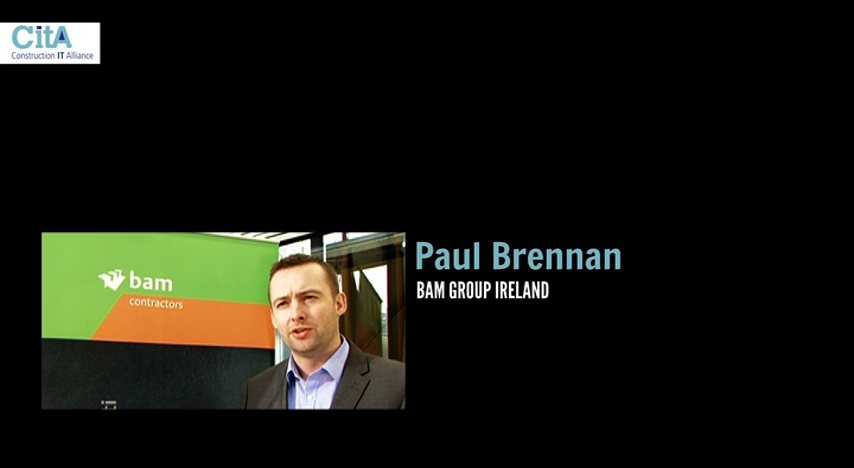 CitA
Construction IT Alliance
bam
contractors
Paul Brennan
BAM GROUP IRELAND